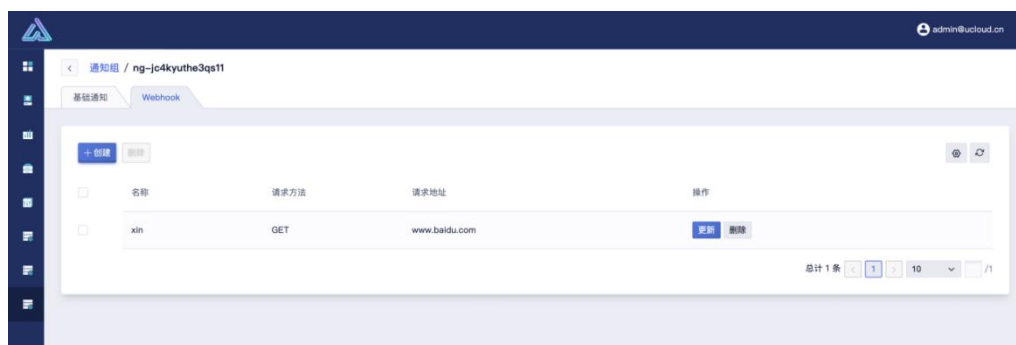 admin@ucloud.cn
通知组 / ng-jc4kyuthe3qs11
基础通知 Webhook
+ 创建 删除
名称 请求方法 请求地址 操作
xin GET www.baidu.com 更新 删除
总计 1 条 < 1 > 10 /1